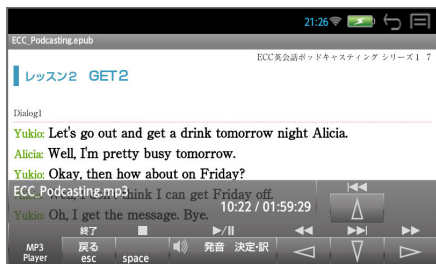 21:26
ECC_Podcasting.epub
ECC英会話ポッドキャスティング シリーズ1 7
レッスン2 GET2
Dialog1
Yukio: Let's go out and get a drink tomorrow night Alicia.
Alicia: Well, I'm pretty busy tomorrow.
Yukio: Okay, then how about on Friday?
Alicia: Well, I don't think I can get Friday off.
ECC_Podcasting.mp3
10:22 / 01:59:29
Yukio: Oh, I get the message. Bye.
終了
MP3 Player
戻る esc
space
発音
決定・訳